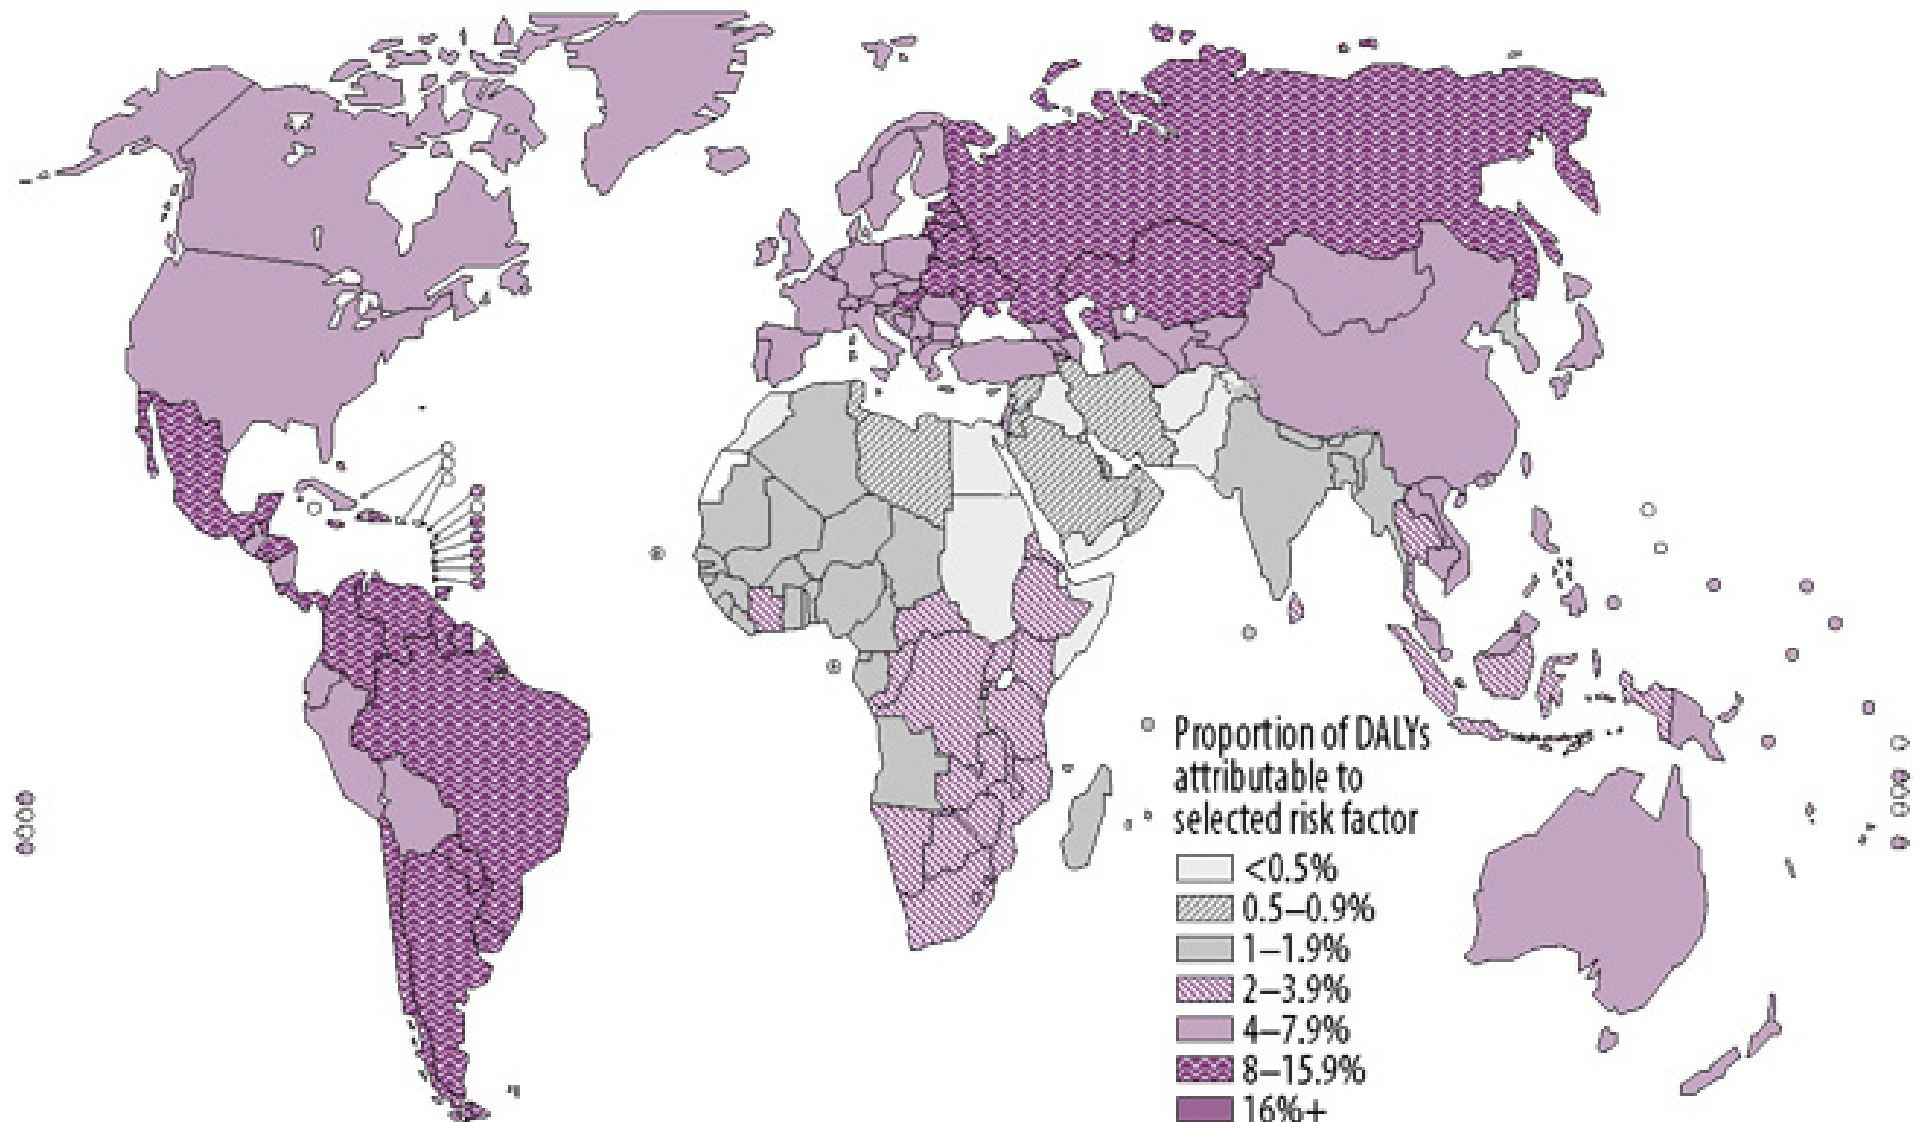 Proportion of DALYs
attributable to
selected risk factor
<0.5%
0.5–0.9%
1–1.9%
2–3.9%
4–7.9%
8–15.9%
16%+